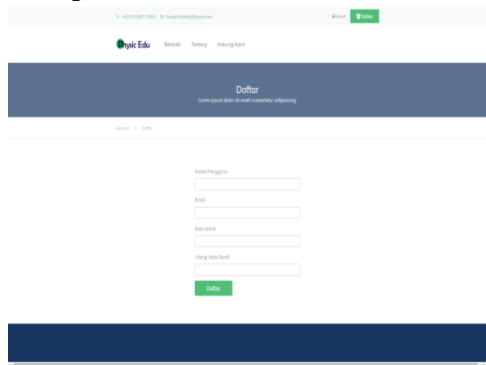 Daftar
Physic Edu
Beranda Tentang Hubungi Kami
Daftar
Lorem ipsum dolor sit amet consectetur adipisicing
Beranda > Daftar
Nama Pengguna
Email
Kata Sandi
Ulangi Kata Sandi
Daftar